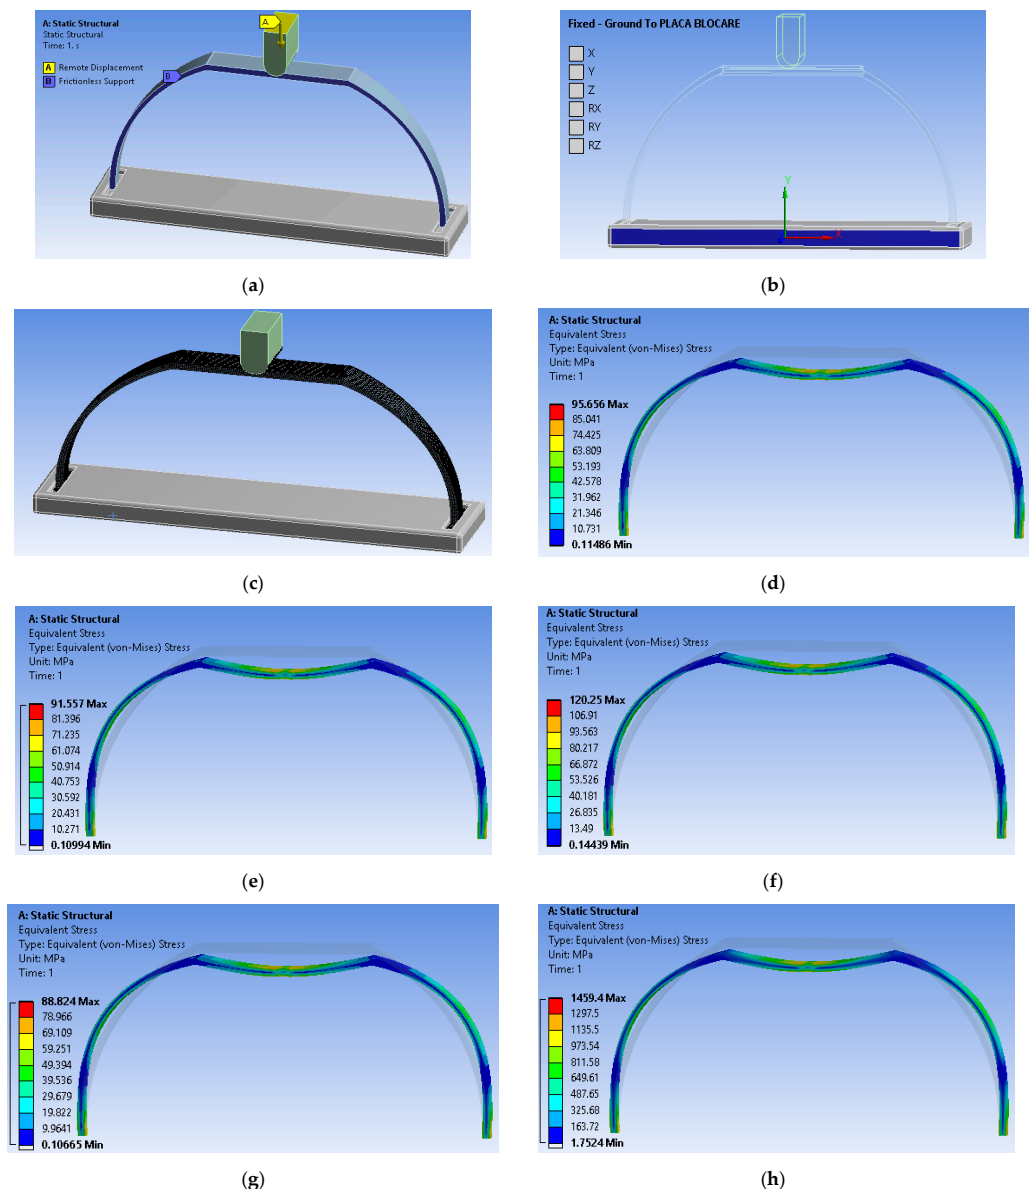 A: Static Structural
Static Structural
Time: 1. s
A Remote Displacement
B Frictionless Support
A
B
(a)
Fixed - Ground To PLACA BLOCARE
X
Y
Z
RX
RY
RZ
Y
X
(b)
(c)
A: Static Structural
Equivalent Stress
Type: Equivalent (von-Mises) Stress
Unit: MPa
Time: 1
95.656 Max
85.041
74.425
63.809
53.193
42.578
31.962
21.346
10.731
0.11486 Min
(d)
A: Static Structural
Equivalent Stress
Type: Equivalent (von-Mises) Stress
Unit: MPa
Time: 1
91.557 Max
81.396
71.235
61.074
50.914
40.753
30.592
20.431
10.271
0.10994 Min
(e)
A: Static Structural
Equivalent Stress
Type: Equivalent (von-Mises) Stress
Unit: MPa
Time: 1
120.25 Max
106.91
93.563
80.217
66.872
53.526
40.181
26.835
13.49
0.14439 Min
(f)
A: Static Structural
Equivalent Stress
Type: Equivalent (von-Mises) Stress
Unit: MPa
Time: 1
88.824 Max
78.966
69.109
59.251
49.394
39.536
29.679
19.822
9.9641
0.10665 Min
(g)
A: Static Structural
Equivalent Stress
Type: Equivalent (von-Mises) Stress
Unit: MPa
Time: 1
1459.4 Max
1297.5
1135.5
973.54
811.58
649.61
487.65
325.68
163.72
1.7524 Min
(h)